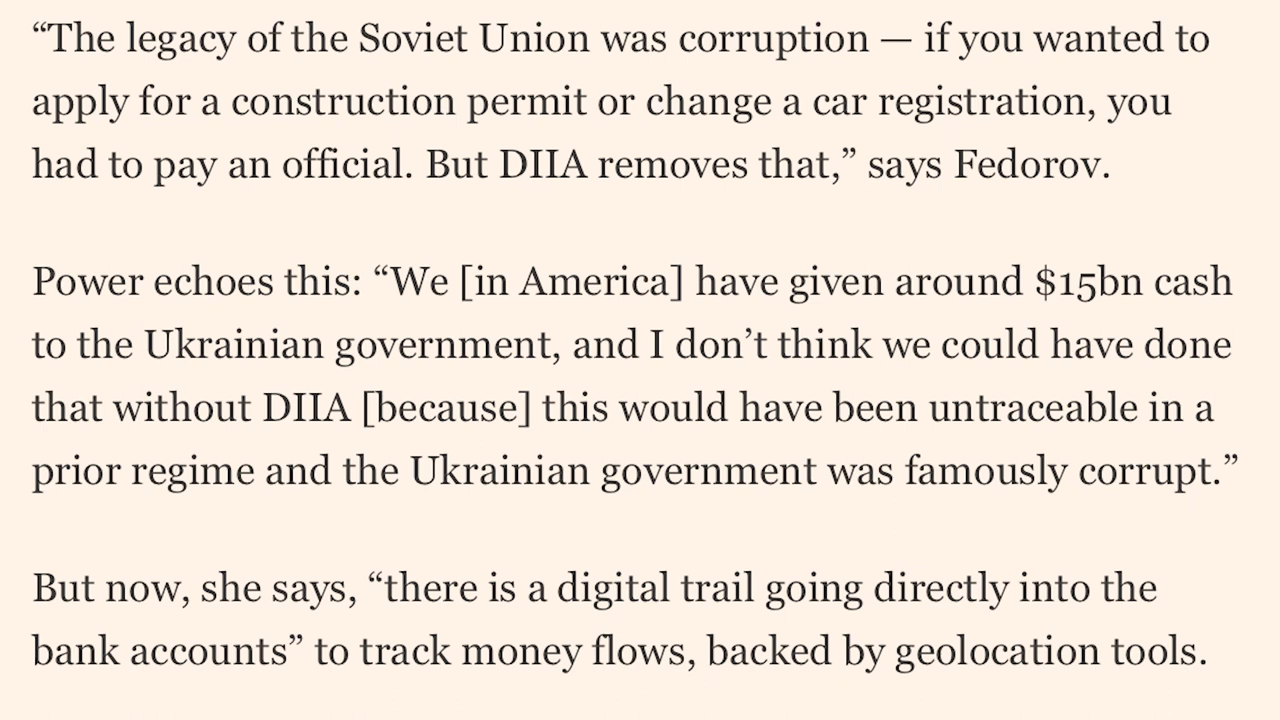 “The legacy of the Soviet Union was corruption — if you wanted to
apply for a construction permit or change a car registration, you
had to pay an official. But DIIA removes that,” says Fedorov.
Power echoes this: “We [in America] have given around $15bn cash
to the Ukrainian government, and I don’t think we could have done
that without DIIA [because] this would have been untraceable in a
prior regime and the Ukrainian government was famously corrupt.”
But now, she says, “there is a digital trail going directly into the
bank accounts” to track money flows, backed by geolocation tools.